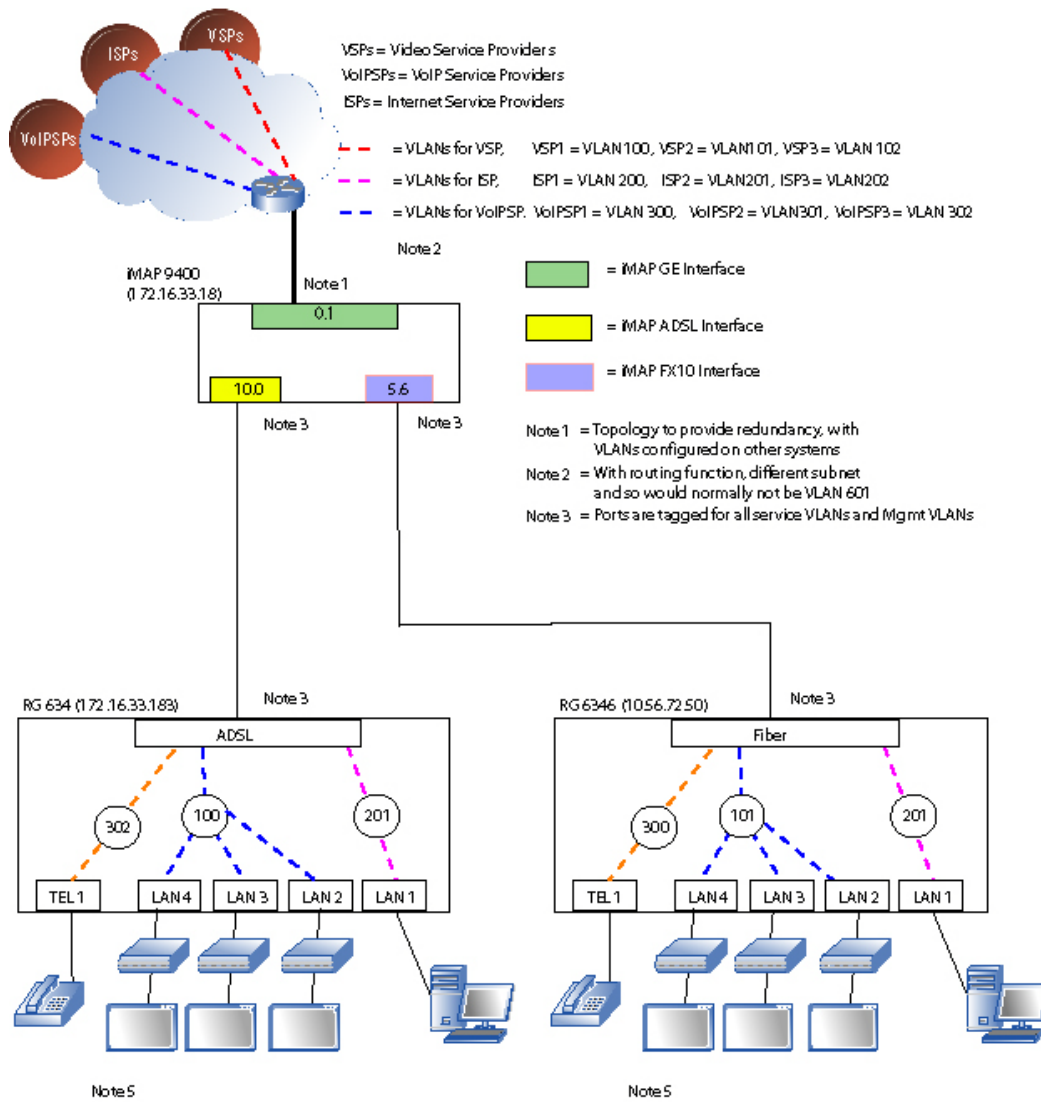 VSPs
ISPs
VoIPSPs
VSPs = Video Service Providers
VoIPSPs = VoIP Service Providers
ISPs = Internet Service Providers
= VLANs for VSP, VSP1 = VLAN 100, VSP2 = VLAN101, VSP3 = VLAN 102
= VLANs for ISP, ISP1 = VLAN 200, ISP2 = VLAN201, ISP3 = VLAN202
= VLANs for VoIPSP. VoIPSP1 = VLAN 300, VoIPSP2 = VLAN301, VoIPSP3 = VLAN 302
Note 2
iMAP 9400
(172.16.33.18)
Note 1
0.1
10.0
5.6
Note 3
Note 3
= iMAP GE Interface
= iMAP ADSL Interface
= iMAP FX10 Interface
Note 1 = Topology to provide redundancy, with
VLANs configured on other systems
Note 2 = With routing function, different subnet
and so would normally not be VLAN 601
Note 3 = Ports are tagged for all service VLANs and Mgmt VLANs
RG 634 (172.16.33.183)
Note 3
ADSL
302
100
201
TEL 1
LAN 4
LAN 3
LAN 2
LAN 1
Note 5
RG 6346 (10.56.72.50)
Note 3
Fiber
300
101
201
TEL 1
LAN 4
LAN 3
LAN 2
LAN 1
Note 5